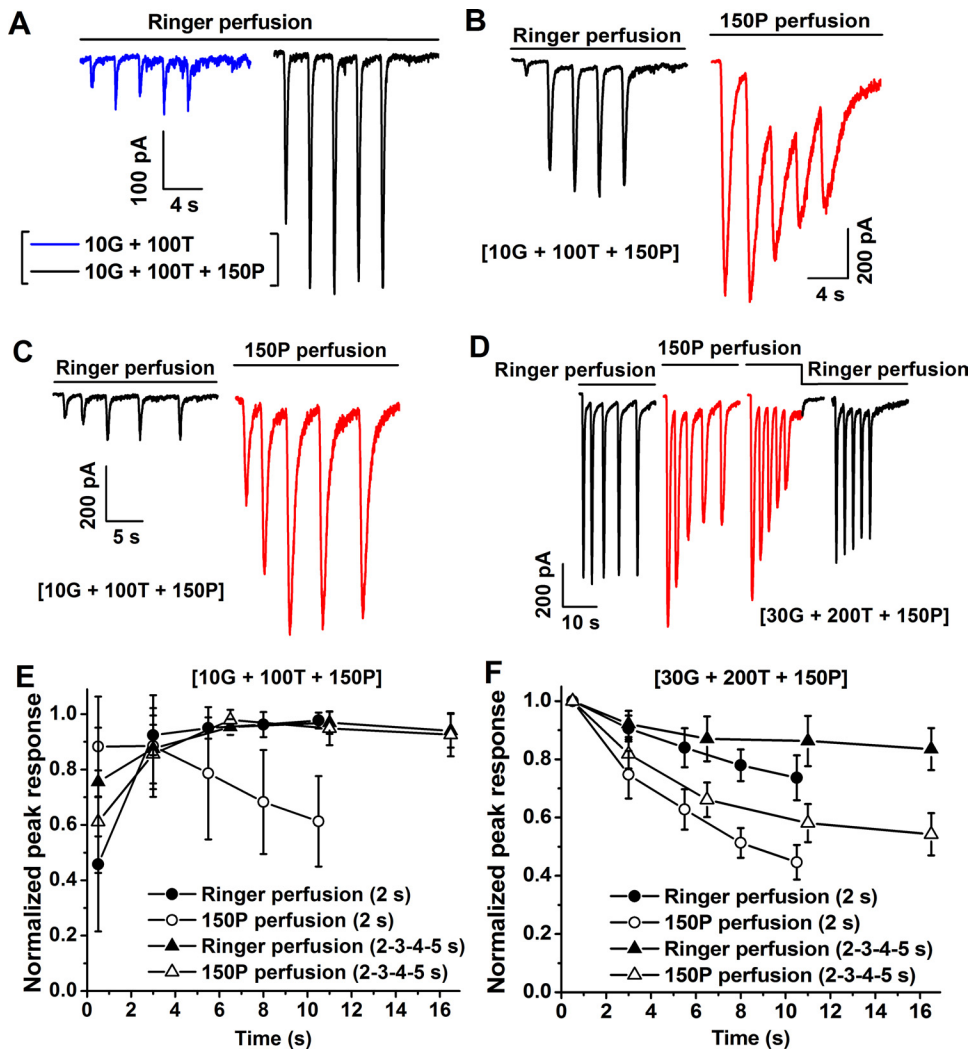 A
Ringer perfusion
100 pA
4 s
10G + 100T
10G + 100T + 150P
B
Ringer perfusion
150P perfusion
[10G + 100T + 150P]
200 pA
4 s
C
Ringer perfusion
150P perfusion
200 pA
5 s
[10G + 100T + 150P]
D
150P perfusion
Ringer perfusion
Ringer perfusion
200 pA
10 s
[30G + 200T + 150P]
E
[10G + 100T + 150P]
Normalized peak response
1.0
0.8
0.6
0.4
0.2
0.0
Ringer perfusion (2 s)
150P perfusion (2 s)
Ringer perfusion (2-3-4-5 s)
150P perfusion (2-3-4-5 s)
0 2 4 6 8 10 12 14 16
Time (s)
F
[30G + 200T + 150P]
Normalized peak response
1.0
0.8
0.6
0.4
0.2
0.0
Ringer perfusion (2 s)
150P perfusion (2 s)
Ringer perfusion (2-3-4-5 s)
150P perfusion (2-3-4-5 s)
0 2 4 6 8 10 12 14 16
Time (s)